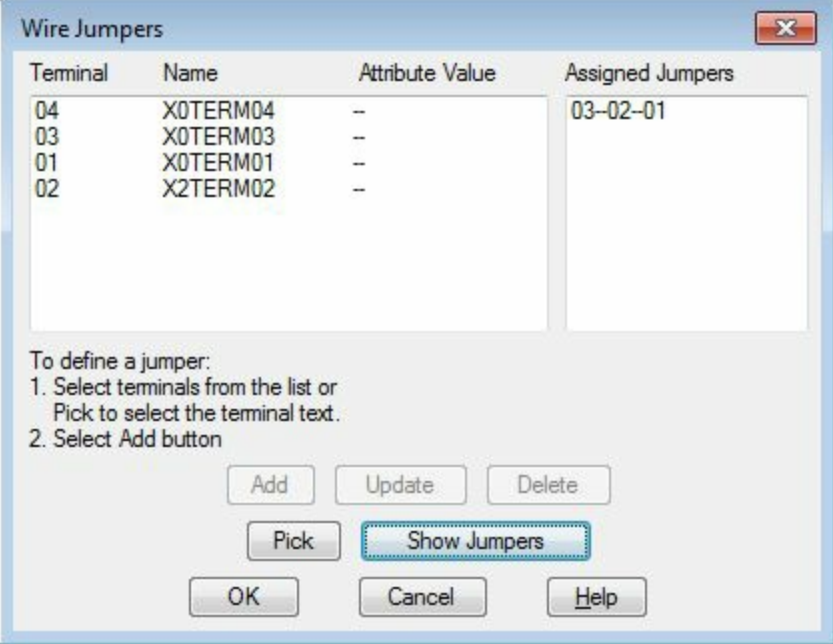 Wire Jumpers
Terminal Name Attribute Value Assigned Jumpers
04 X0TERM04 -- 03--02--01
03 X0TERM03 --
01 X0TERM01 --
02 X2TERM02 --
To define a jumper:
1. Select terminals from the list or
Pick to select the terminal text.
2. Select Add button
Add Update Delete
Pick Show Jumpers
OK Cancel Help